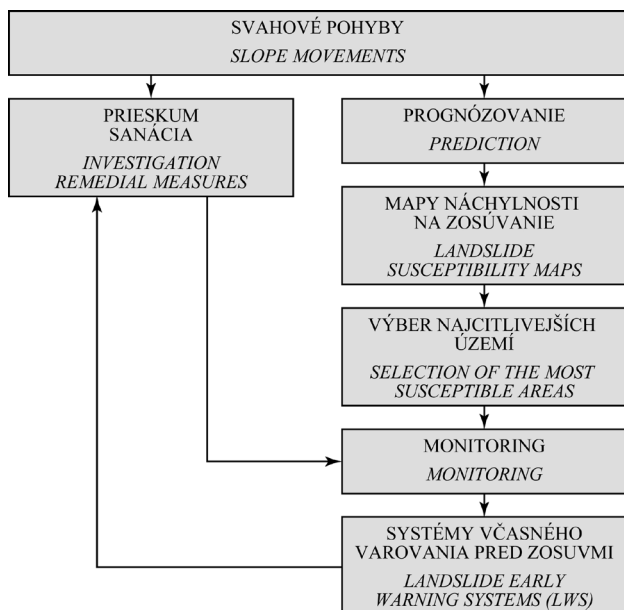 SVAHOVÉ POHYBY
SLOPE MOVEMENTS
PRIESKUM
SANÁCIA
INVESTIGATION
REMEDIAL MEASURES
PROGNÓZOVANIE
PREDICTION
MAPY NÁCHYLNOSTI
NA ZOSÚVANIE
LANDSLIDE
SUSCEPTIBILITY MAPS
VÝBER NAJCITLIVEJŠÍCH
ÚZEMÍ
SELECTION OF THE MOST
SUSCEPTIBLE AREAS
MONITORING
MONITORING
SYSTÉMY VČASNÉHO
VAROVANIA PRED ZOSUVMI
LANDSLIDE EARLY
WARNING SYSTEMS (LWS)